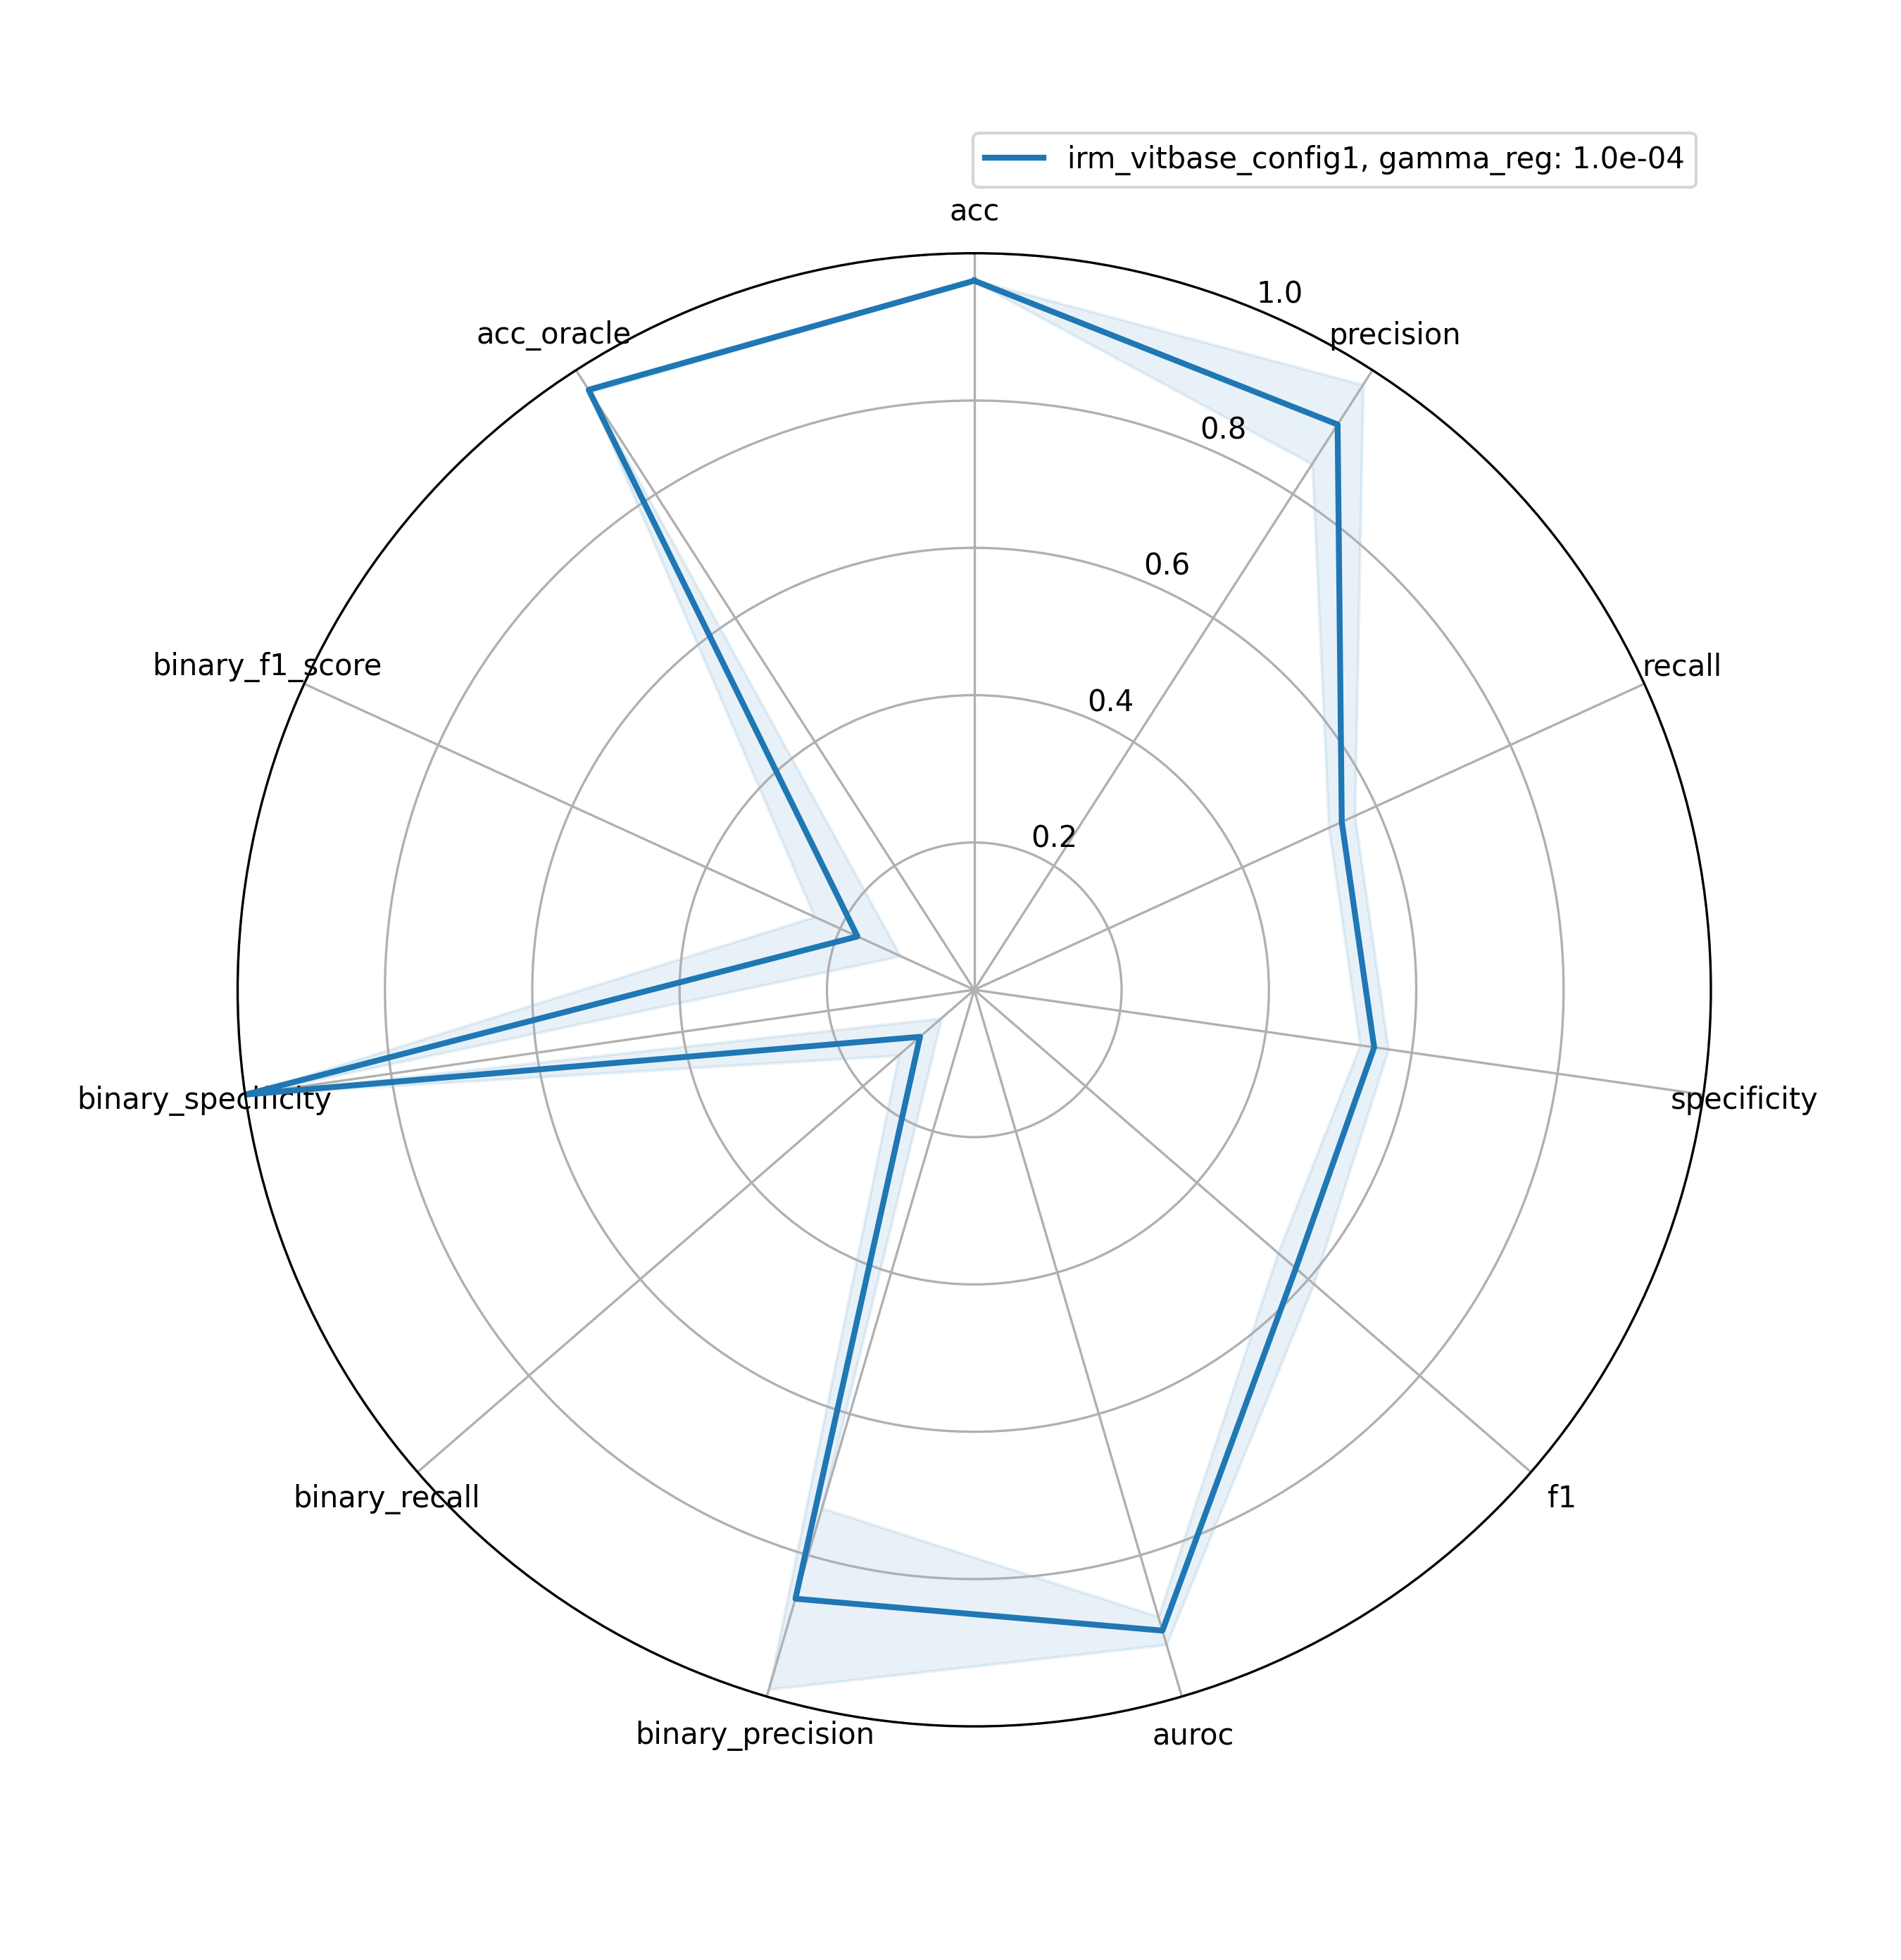 irm_vitbase_config1, gamma_reg: 1.0e-04
acc
1.0
acc_oracle
precision
0.8
0.6
binary_f1_score
recall
0.4
0.2
binary_specificity
specificity
binary_recall
f1
binary_precision
auroc